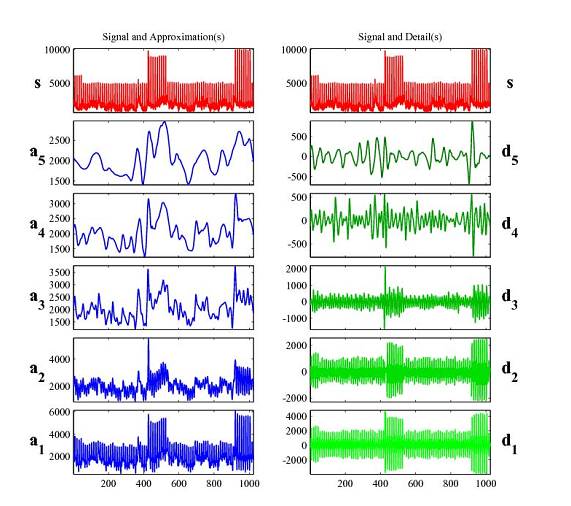 Signal and Approximation(s)
Signal and Detail(s)
10000
5000
s
10000
5000
s
2500
2000
1500
a5
500
0
-500
d5
3000
2500
2000
1500
a4
500
0
-500
d4
3500
3000
2500
2000
1500
a3
2000
1000
0
-1000
d3
4000
2000
a2
2000
0
-2000
d2
6000
4000
2000
a1
4000
2000
0
-2000
d1
200 400 600 800 1000
200 400 600 800 1000